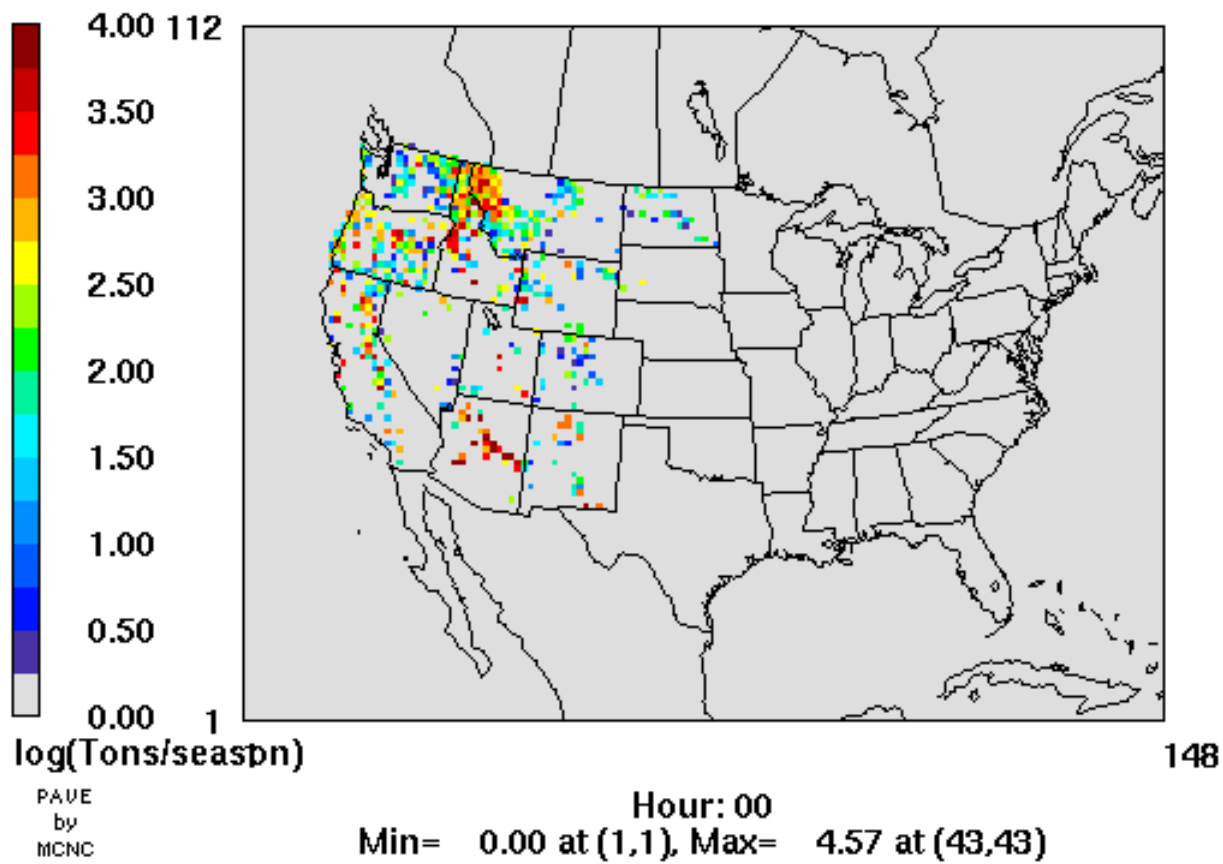 4.00
3.50
3.00
2.50
2.00
1.50
1.00
0.50
0.00
112
1
1
148
log(Tons/season)
PAVE
by
MCNC
Hour: 00
Min= 0.00 at (1,1), Max= 4.57 at (43,43)